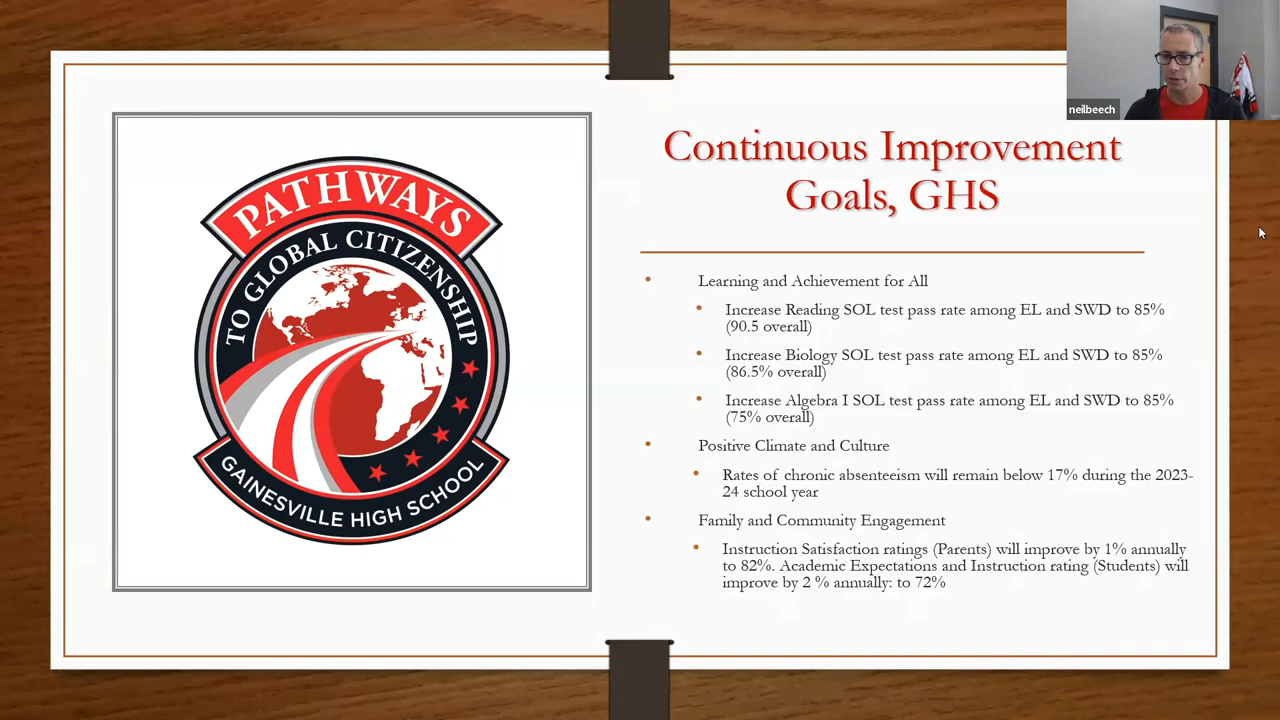 neilbeech
PATHWAYS
TO GLOBAL CITIZENSHIP
GAINESVILLE HIGH SCHOOL
Continuous Improvement
Goals, GHS
• Learning and Achievement for All
• Increase Reading SOL test pass rate among EL and SWD to 85%
(90.5 overall)
• Increase Biology SOL test pass rate among EL and SWD to 85%
(86.5% overall)
• Increase Algebra I SOL test pass rate among EL and SWD to 85%
(75% overall)
• Positive Climate and Culture
• Rates of chronic absenteeism will remain below 17% during the 2023-
24 school year
• Family and Community Engagement
• Instruction Satisfaction ratings (Parents) will improve by 1% annually
to 82%. Academic Expectations and Instruction rating (Students) will
improve by 2 % annually: to 72%